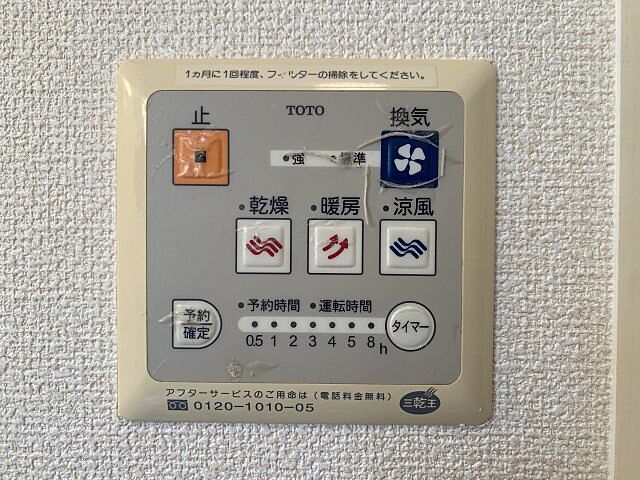 1ヵ月に1回程度、フィルターの掃除をしてください。
止 TOTO 換気
強 標準
乾燥 暖房 涼風
予約時間 運転時間
予約確定 タイマー
0.5 1 2 3 4 5 8 h
アフターサービスのご用命は（電話料金無料）
0120-1010-05 三乾王